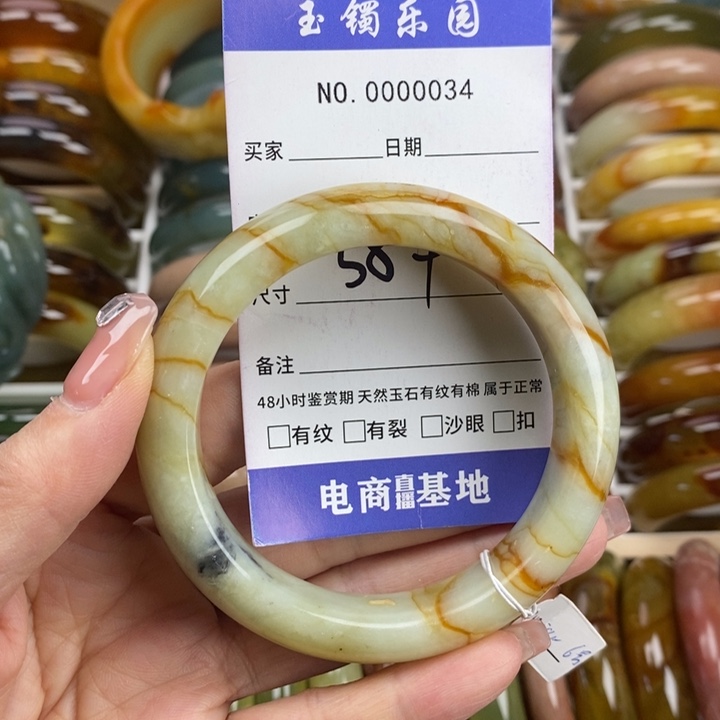 玉镯乐园
NO. 0000034
买家 日期
尺寸
备注
48小时鉴赏期 天然玉石有纹有棉 属于正常
□有纹 □有裂 □沙眼 □扣
电商直播基地